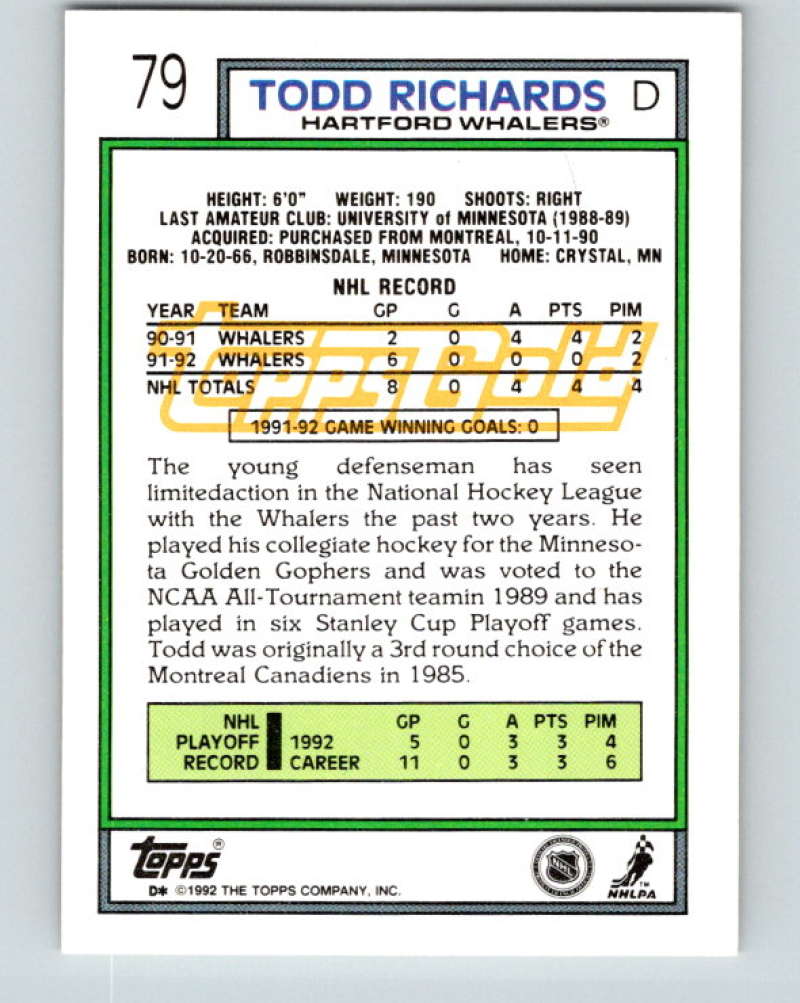 79
TODD RICHARDS D
HARTFORD WHALERS®
HEIGHT: 6'0" WEIGHT: 190 SHOOTS: RIGHT
LAST AMATEUR CLUB: UNIVERSITY of MINNESOTA (1988-89)
ACQUIRED: PURCHASED FROM MONTREAL, 10-11-90
BORN: 10-20-66, ROBBINSDALE, MINNESOTA HOME: CRYSTAL, MN
NHL RECORD
YEAR TEAM GP G A PTS PIM
90-91 WHALERS 2 0 4 4 2
91-92 WHALERS 6 0 0 0 2
NHL TOTALS 8 0 4 4 4
ToppsGold
1991-92 GAME WINNING GOALS: 0
The young defenseman has seen
limitedaction in the National Hockey League
with the Whalers the past two years. He
played his collegiate hockey for the Minneso-
ta Golden Gophers and was voted to the
NCAA All-Tournament teamin 1989 and has
played in six Stanley Cup Playoff games.
Todd was originally a 3rd round choice of the
Montreal Canadiens in 1985.
NHL GP G A PTS PIM
PLAYOFF 1992 5 0 3 3 4
RECORD CAREER 11 0 3 3 6
TOPPS®
D* ©1992 THE TOPPS COMPANY, INC.
NHL
NHLPA™